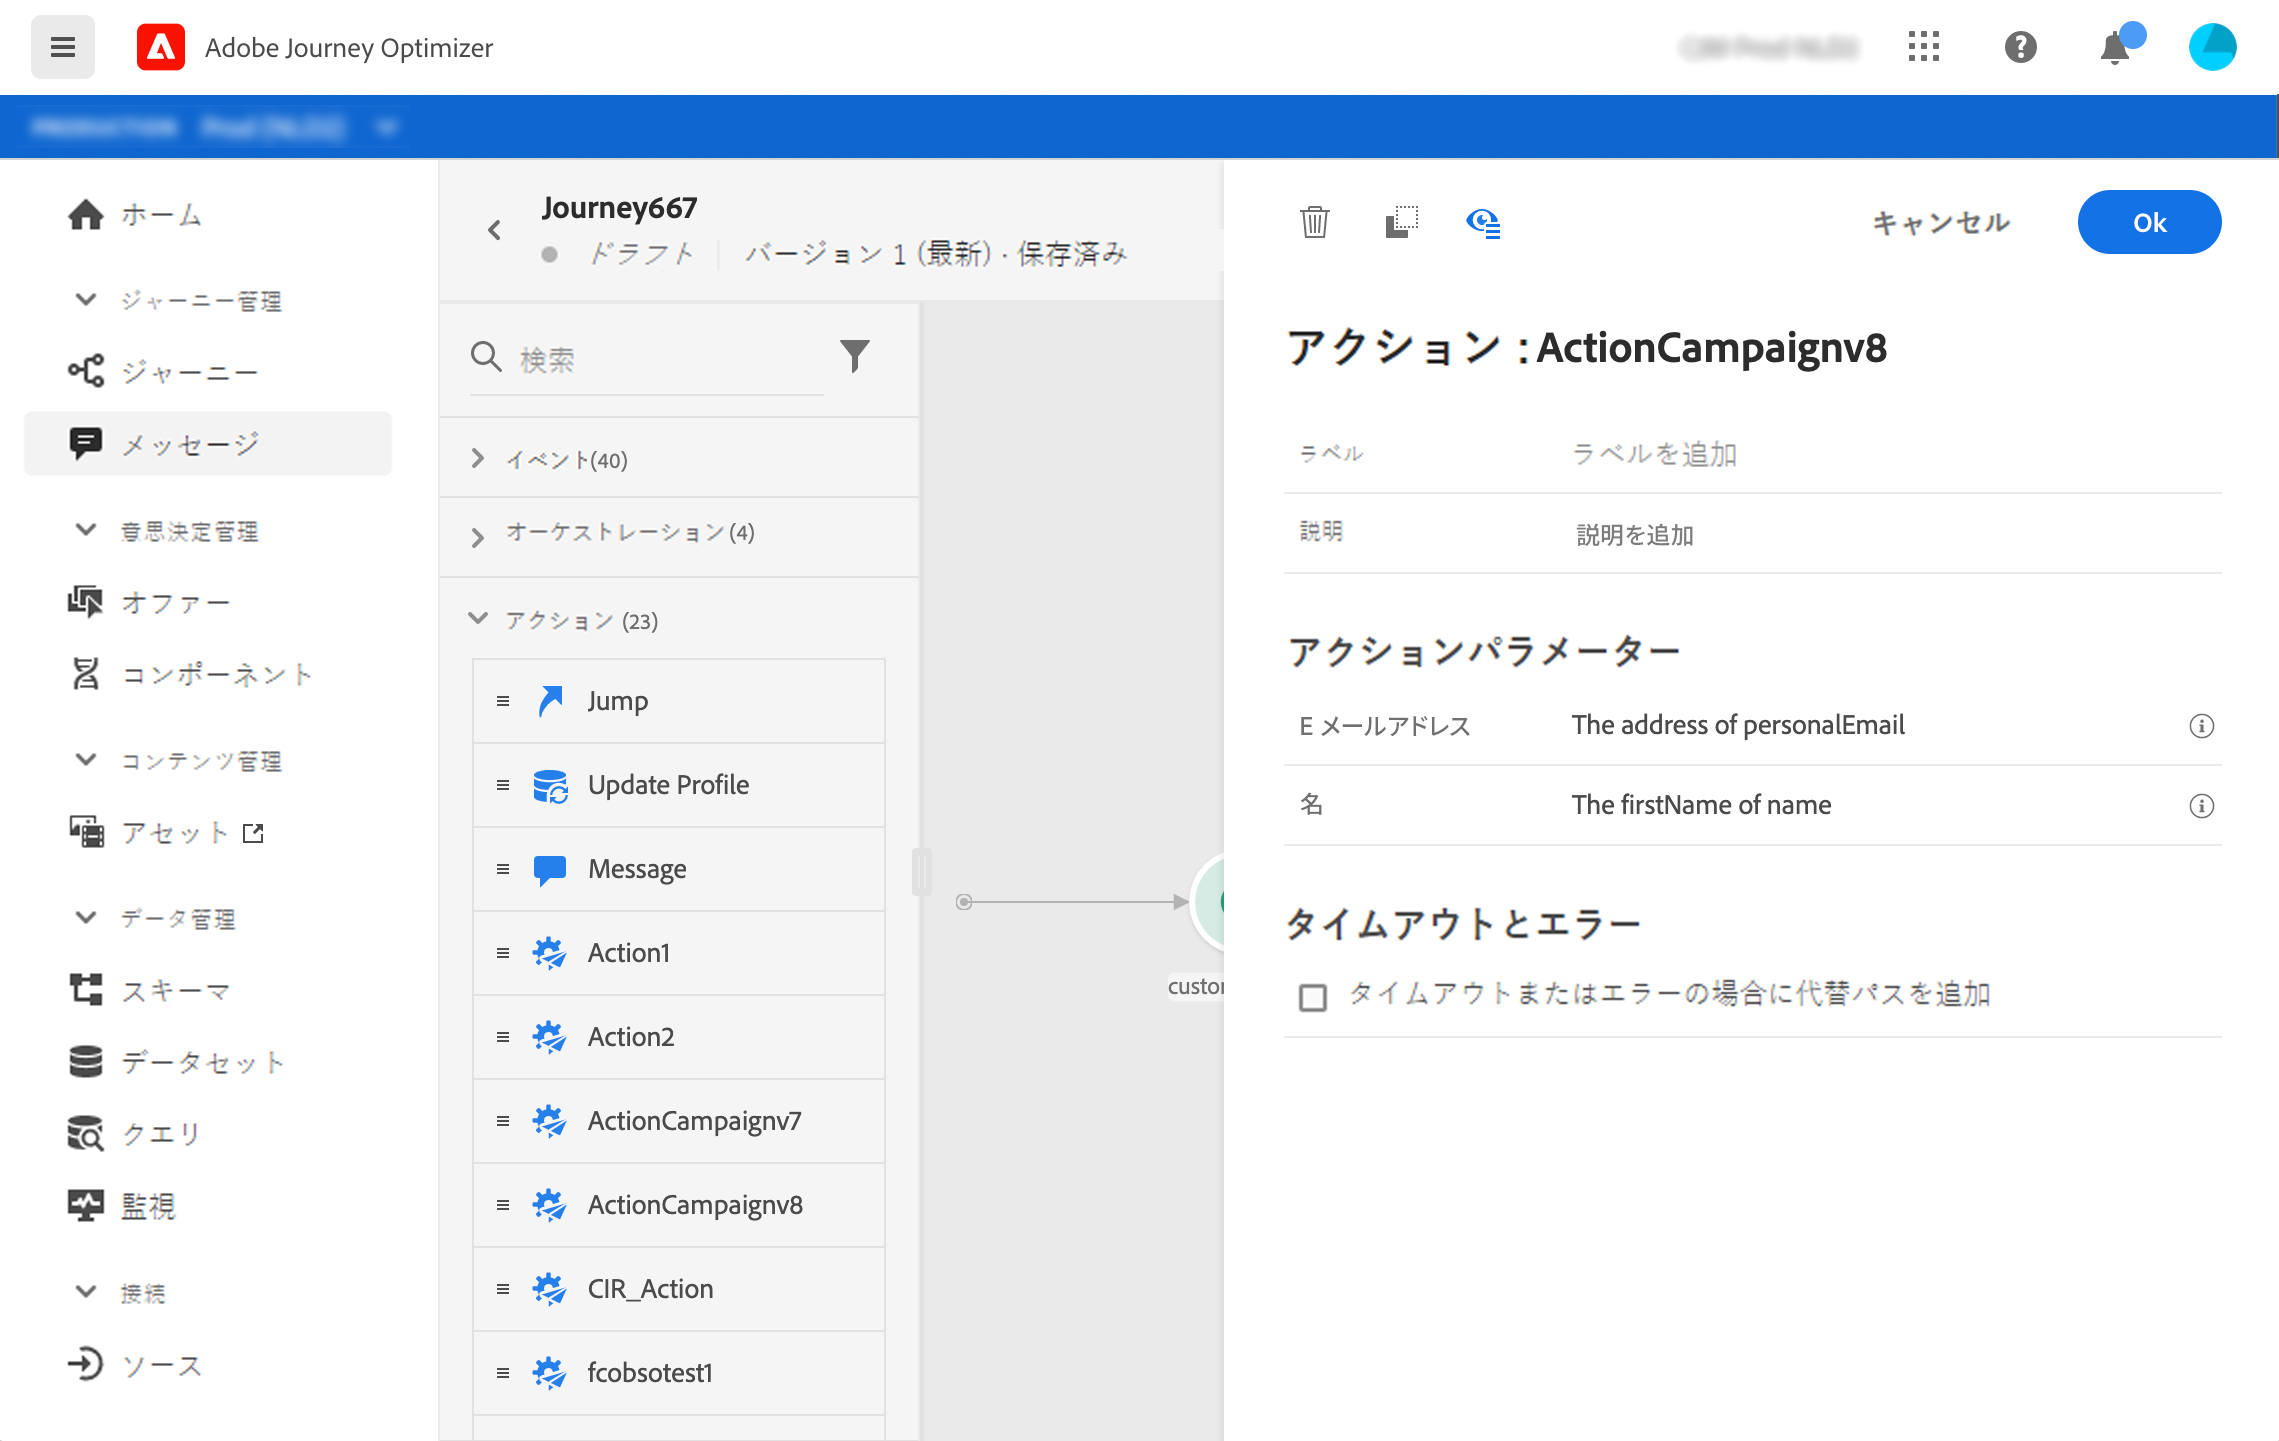 Adobe Journey Optimizer
ホーム
ジャーニー管理
ジャーニー
メッセージ
意思決定管理
オファー
コンポーネント
コンテンツ管理
アセット
データ管理
スキーマ
データセット
クエリ
監視
接続
ソース
Journey667
ドラフト バージョン 1 (最新) · 保存済み
検索
イベント(40)
オーケストレーション(4)
アクション (23)
Jump
Update Profile
Message
Action1
Action2
ActionCampaignv7
ActionCampaignv8
CIR_Action
fcobsotest1
custor
キャンセル Ok
アクション : ActionCampaignv8
ラベル ラベルを追加
説明 説明を追加
アクションパラメーター
E メールアドレス The address of personalEmail
名 The firstName of name
タイムアウトとエラー
タイムアウトまたはエラーの場合に代替パスを追加